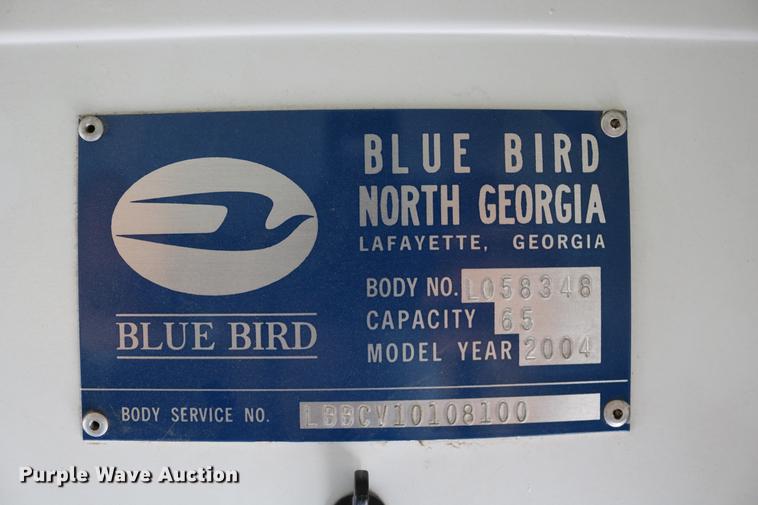 BLUE BIRD
NORTH GEORGIA
LAFAYETTE, GEORGIA
BODY NO. L058348
CAPACITY 65
MODEL YEAR 2004
BLUE BIRD
BODY SERVICE NO. LBBCV10108100
Purple Wave Auction